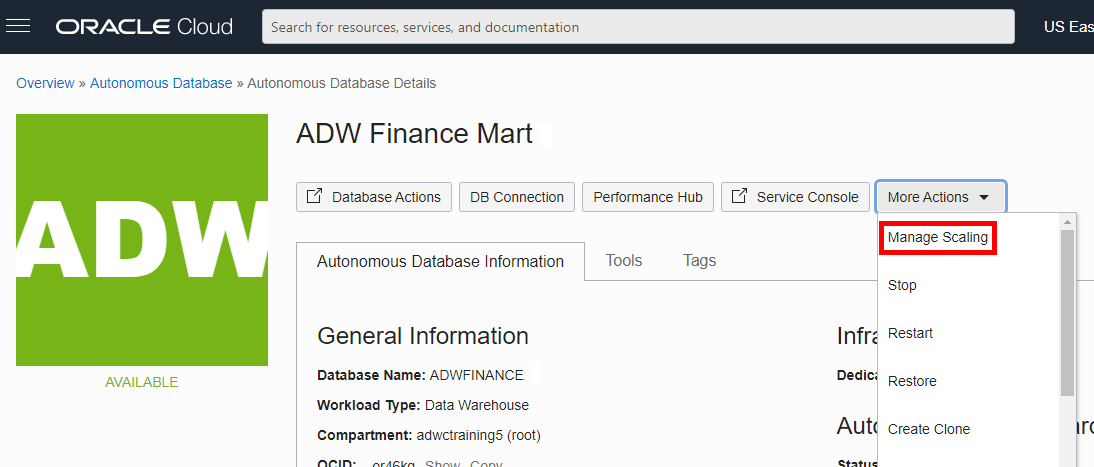 ORACLE Cloud
Search for resources, services, and documentation
US Eas
Overview » Autonomous Database » Autonomous Database Details
ADW
AVAILABLE
ADW Finance Mart
Database Actions
DB Connection
Performance Hub
Service Console
More Actions
Manage Scaling
Stop
Restart
Restore
Create Clone
Autonomous Database Information
Tools
Tags
General Information
Database Name: ADWFINANCE
Workload Type: Data Warehouse
Compartment: adwctraining5 (root)
OCID: ...or46kg Show Copy
Infra
Dedica
Auto
Status